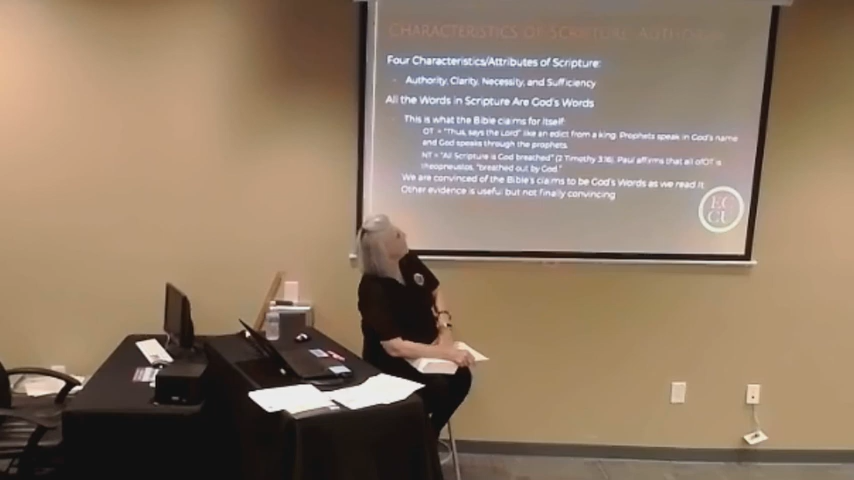 CHARACTERISTICS OF SCRIPTURE: AUTHORITY
Four Characteristics/Attributes of Scripture:
Authority, Clarity, Necessity, and Sufficiency
All the Words in Scripture Are God's Words
This is what the Bible claims for itself:
OT = "Thus, says the Lord" like an edict from a king. Prophets speak in God's name
and God speaks through the prophets.
NT = "All Scripture is God breathed" (2 Timothy 3:16). Paul affirms that all of OT is
theopneustos, "breathed out by God."
We are convinced of the Bible's claims to be God's Words as we read it.
Other evidence is useful but not finally convincing
EC
CU